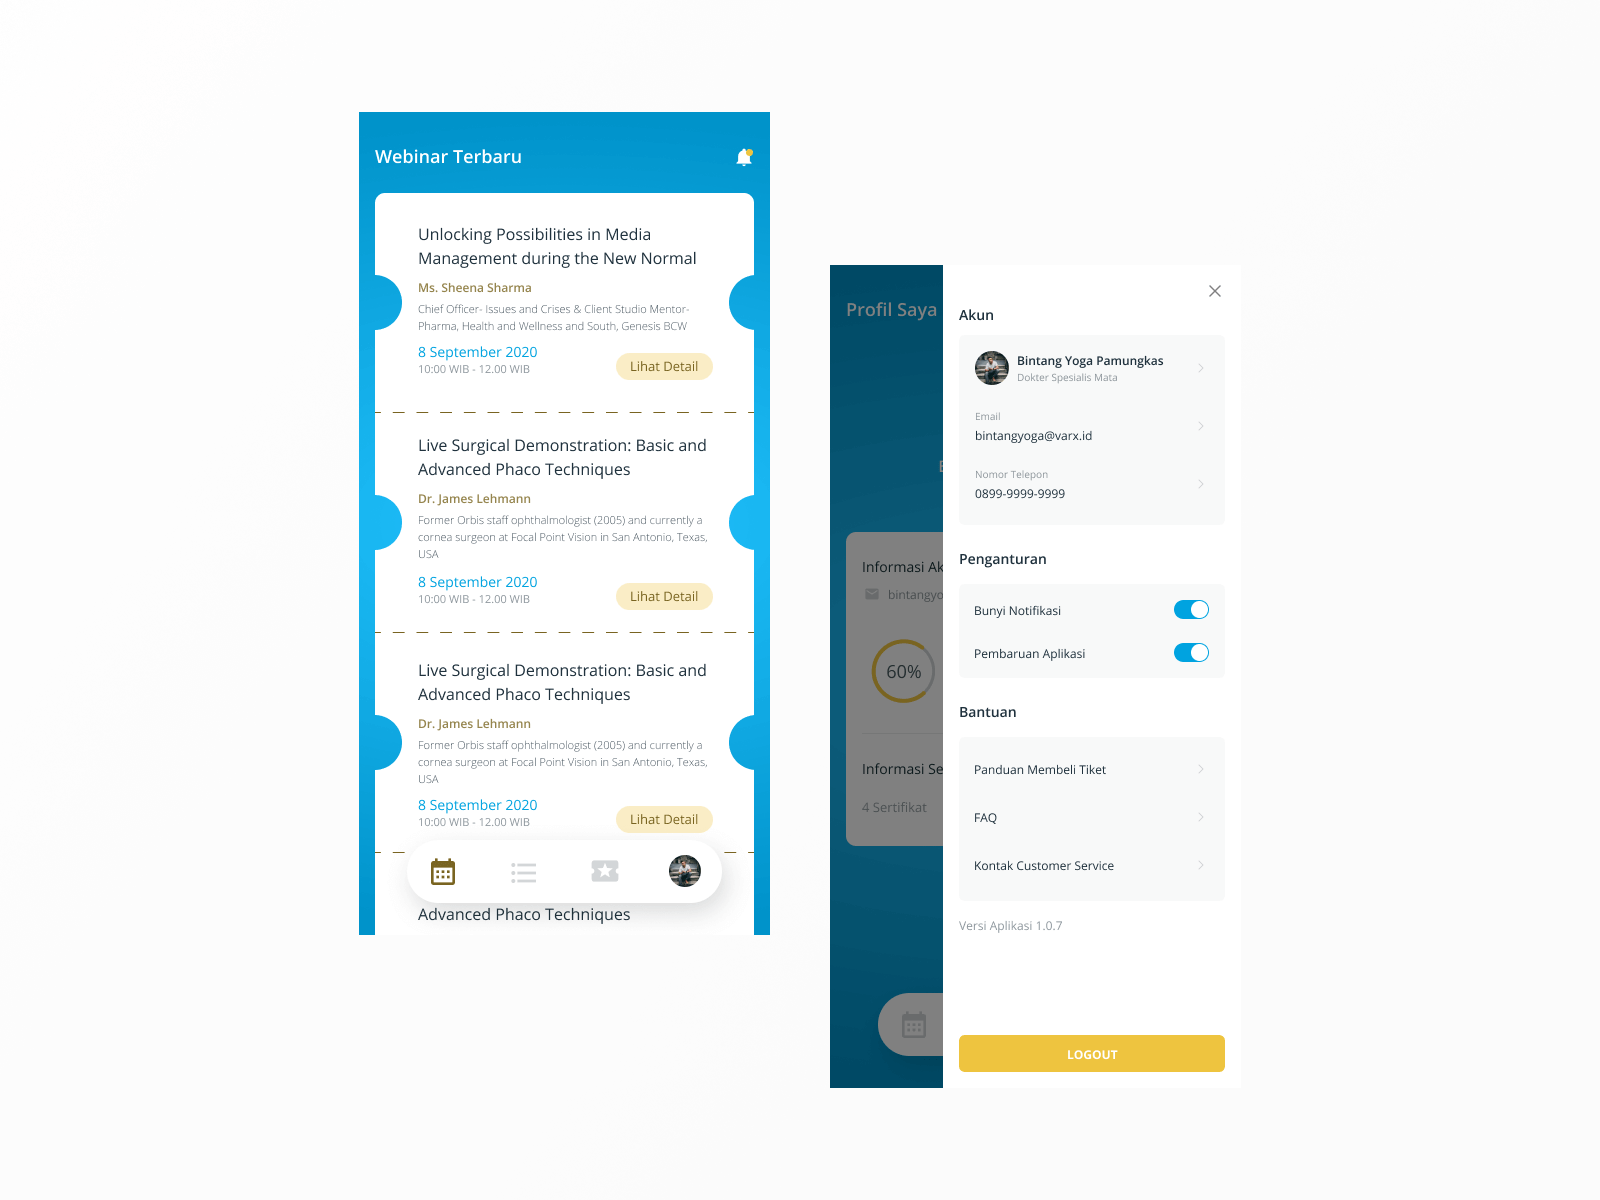 Webinar Terbaru
Unlocking Possibilities in Media
Management during the New Normal
Ms. Sheena Sharma
Chief Officer- Issues and Crises & Client Studio Mentor-
Pharma, Health and Wellness and South, Genesis BCW
8 September 2020
10:00 WIB - 12.00 WIB
Lihat Detail
Live Surgical Demonstration: Basic and
Advanced Phaco Techniques
Dr. James Lehmann
Former Orbis staff ophthalmologist (2005) and currently a
cornea surgeon at Focal Point Vision in San Antonio, Texas,
USA
8 September 2020
10:00 WIB - 12.00 WIB
Lihat Detail
Live Surgical Demonstration: Basic and
Advanced Phaco Techniques
Dr. James Lehmann
Former Orbis staff ophthalmologist (2005) and currently a
cornea surgeon at Focal Point Vision in San Antonio, Texas,
USA
8 September 2020
10:00 WIB - 12.00 WIB
Lihat Detail
Advanced Phaco Techniques
Profil Saya
Informasi Ak
bintangyo
60%
Informasi Se
4 Sertifikat
Akun
Bintang Yoga Pamungkas
Dokter Spesialis Mata
Email
bintangyoga@varx.id
Nomor Telepon
0899-9999-9999
Penganturan
Bunyi Notifikasi
Pembaruan Aplikasi
Bantuan
Panduan Membeli Tiket
FAQ
Kontak Customer Service
Versi Aplikasi 1.0.7
LOGOUT